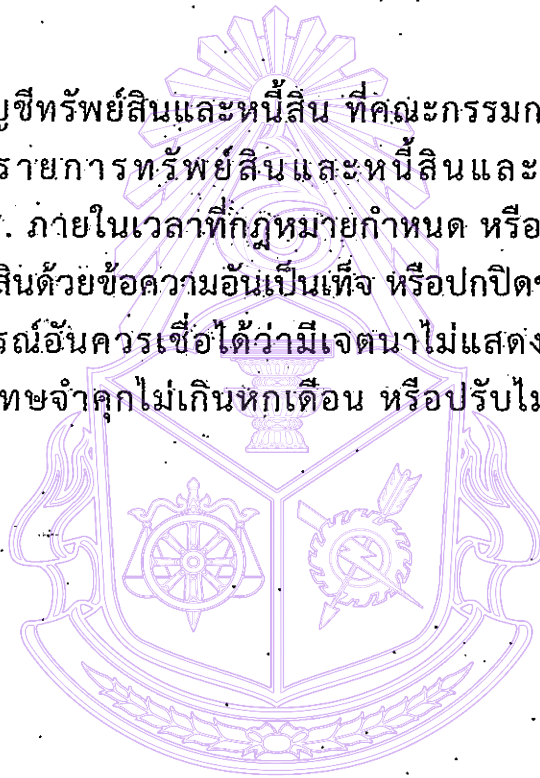 ญชีทรัพย์สินและหนี้สิน ที่คณะกรรมก
รายการทรัพย์สินและหนี้สินและ
. ภายในเวลาที่กฎหมายกำหนด หรือ
สินด้วยข้อความอันเป็นเท็จ หรือปกปิด
รณ์อันควรเชื่อได้ว่ามีเจตนาไม่แสดง
ทษจำคุกไม่เกินหกเดือน หรือปรับไม่